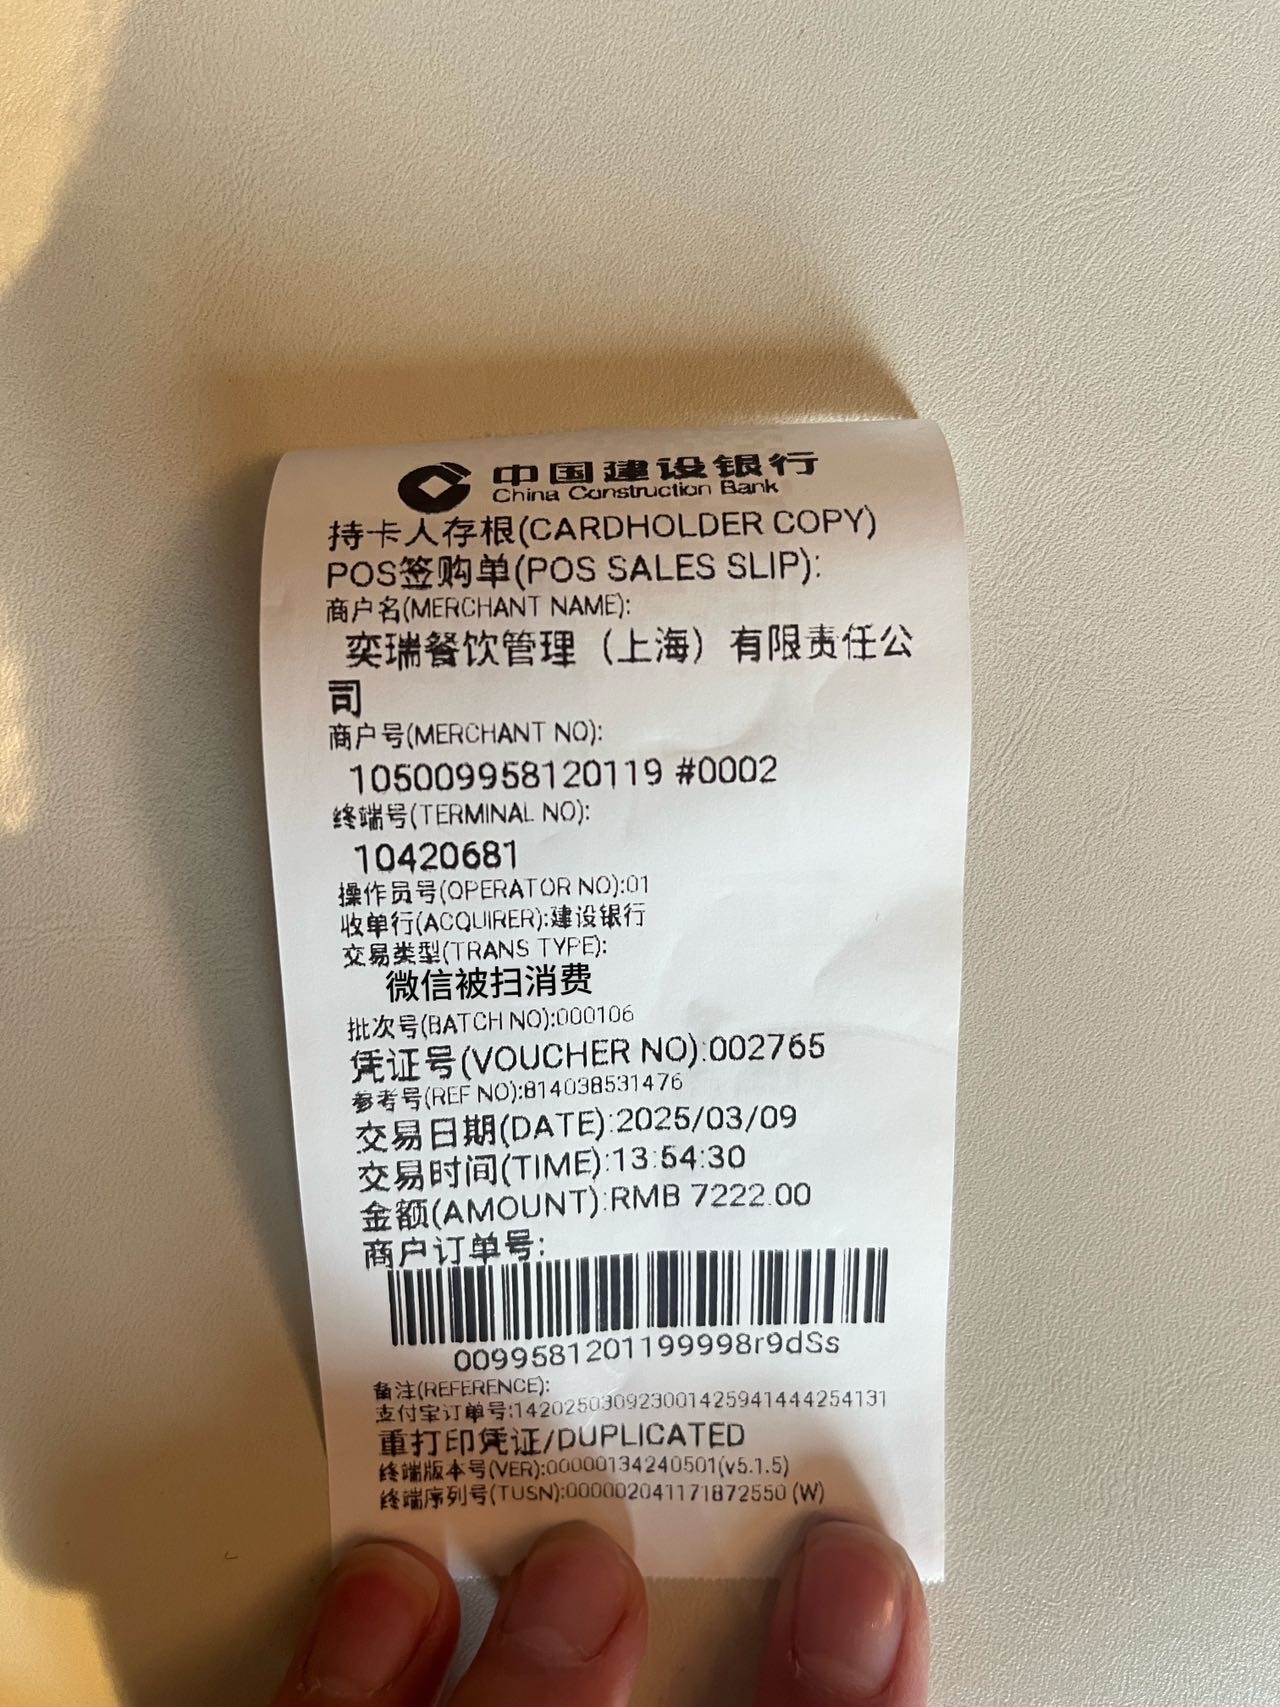 中国建设银行
China Construction Bank
持卡人存根(CARDHOLDER COPY)
POS签购单(POS SALES SLIP):
商户名(MERCHANT NAME):
奕瑞餐饮管理（上海）有限责任公
司
商户号(MERCHANT NO):
105009958120119 #0002
终端号(TERMINAL NO):
10420681
操作员号(OPERATOR NO):01
收单行(ACQUIRER):建设银行
交易类型(TRANS TYPE):
微信被扫消费
批次号(BATCH NO):000106
凭证号(VOUCHER NO):002765
参考号(REF NO):814038531476
交易日期(DATE):2025/03/09
交易时间(TIME):13:54:30
金额(AMOUNT):RMB 7222.00
商户订单号:
0099581201199998r9dSs
备注(REFERENCE):
支付宝订单号:1420250309230014259414442541​31
重打印凭证/DUPLICATED
终端版本号(VER):00000134240501(v5.1.5)
终端序列号(TUSN):0000002041171872550 (W)